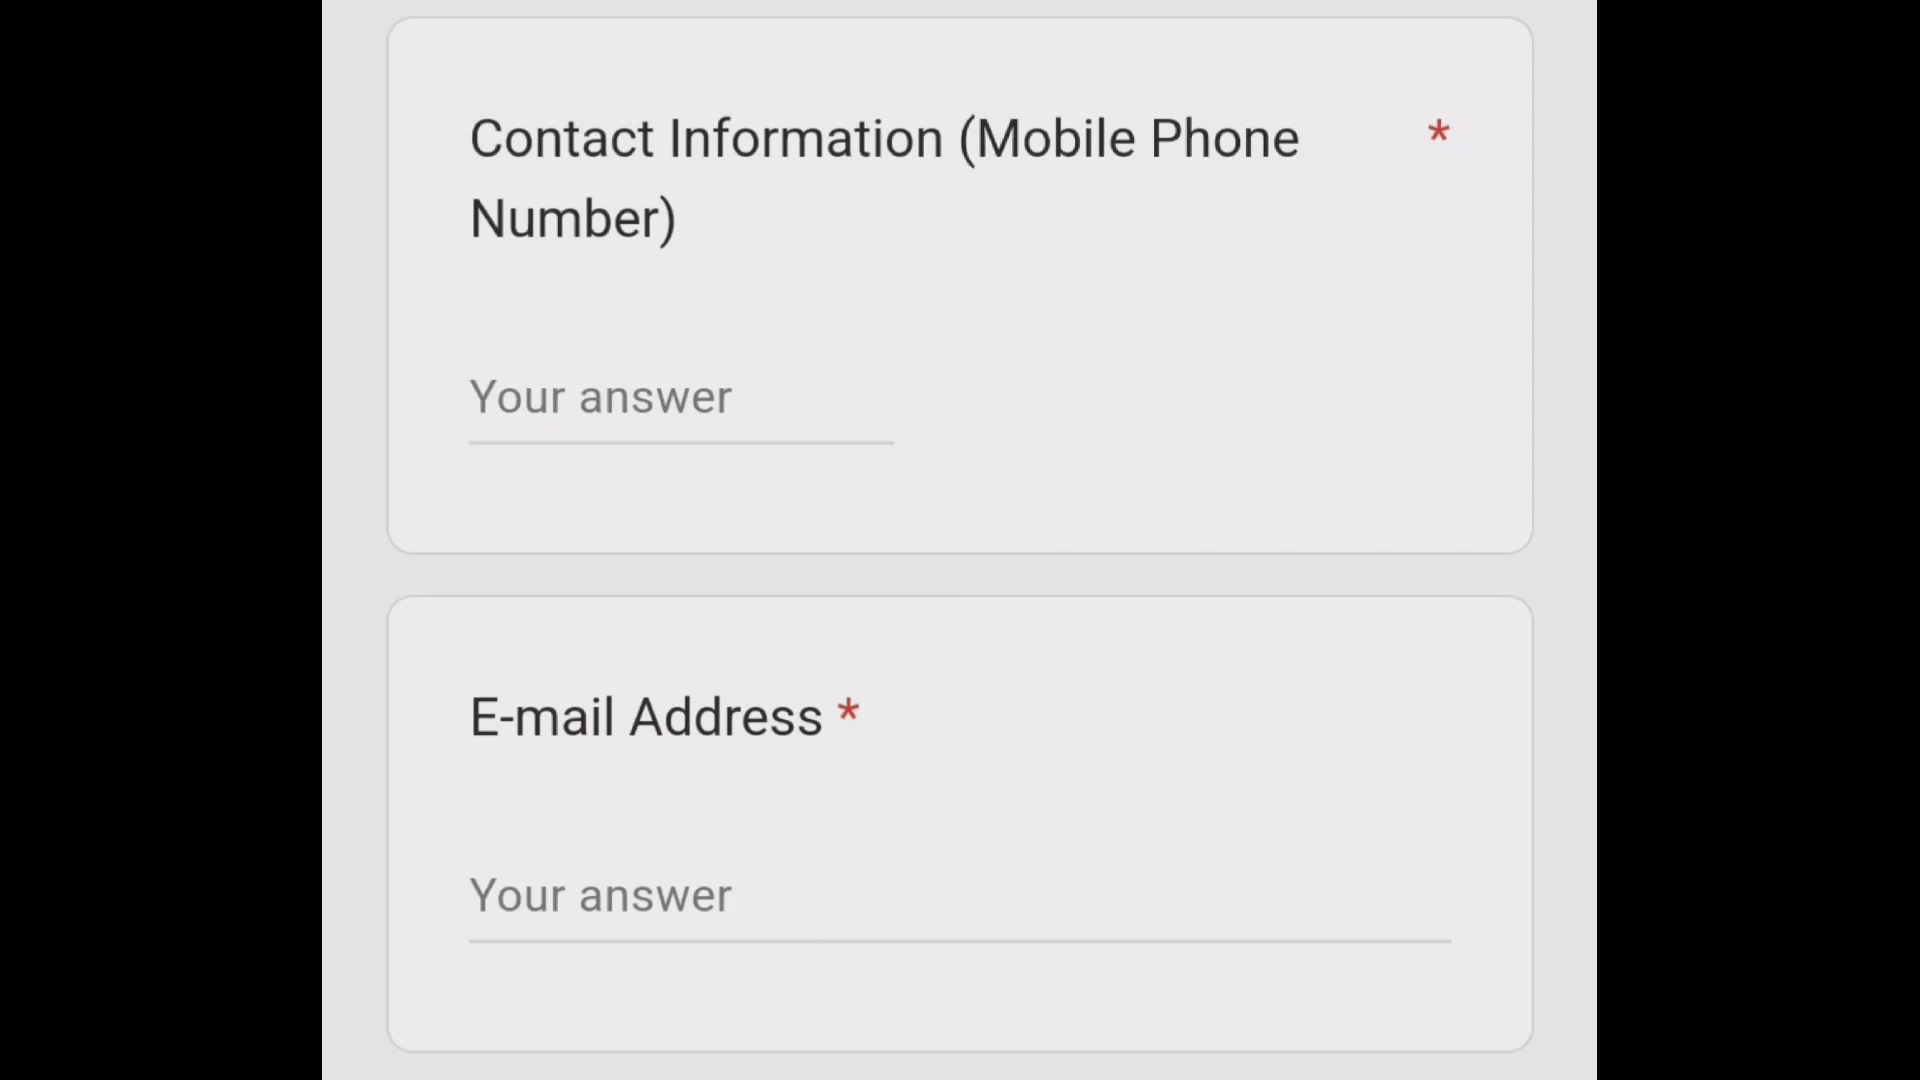 Contact Information (Mobile Phone *
Number)
Your answer
E-mail Address *
Your answer